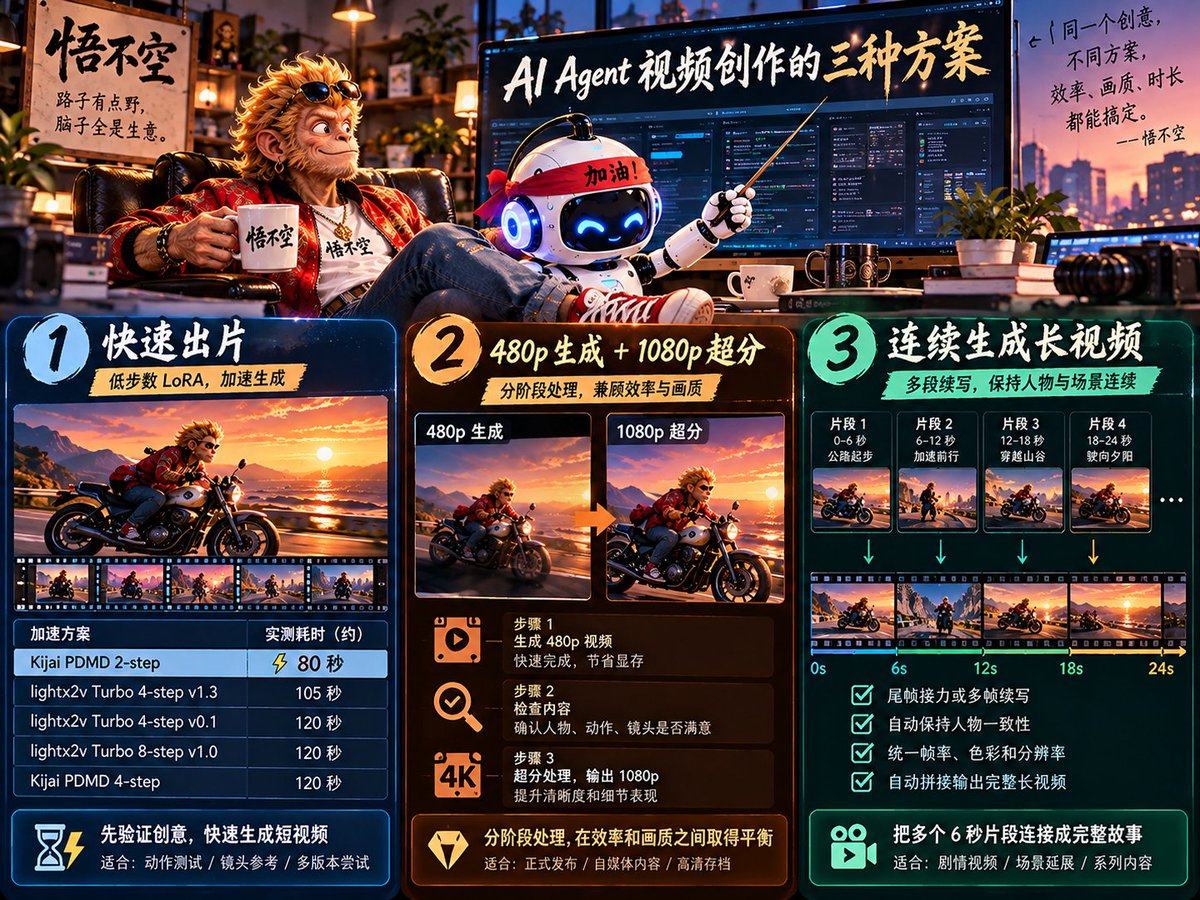 悟不空
路子有点野，
脑子全是生意。
AI Agent 视频创作的三种方案
同一个创意，
不同方案，
效率、画质、时长
都能搞定。
——悟不空
加油！
悟不空
悟不空
1 快速出片
低步数 LoRA，加速生成
加速方案 实测耗时（约）
Kijai PDMD 2-step 80 秒
lightx2v Turbo 4-step v1.3 105 秒
lightx2v Turbo 4-step v0.1 120 秒
lightx2v Turbo 8-step v1.0 120 秒
Kijai PDMD 4-step 120 秒
先验证创意，快速生成短视频
适合：动作测试 / 镜头参考 / 多版本尝试
2 480p 生成 + 1080p 超分
分阶段处理，兼顾效率与画质
480p 生成
1080p 超分
步骤 1
生成 480p 视频
快速完成，节省显存
步骤 2
检查内容
确认人物、动作、镜头是否满意
4K
步骤 3
超分处理，输出 1080p
提升清晰度和细节表现
分阶段处理，在效率和画质之间取得平衡
适合：正式发布 / 自媒体内容 / 高清存档
3 连续生成长视频
多段续写，保持人物与场景连续
片段 1
0-6 秒
公路起步
片段 2
6-12 秒
加速前行
片段 3
12-18 秒
穿越山谷
片段 4
18-24 秒
驶向夕阳
...
0s 6s 12s 18s 24s
尾帧接力或多帧续写
自动保持人物一致性
统一帧率、色彩和分辨率
自动拼接输出完整长视频
把多个 6 秒片段连接成完整故事
适合：剧情视频 / 场景延展 / 系列内容